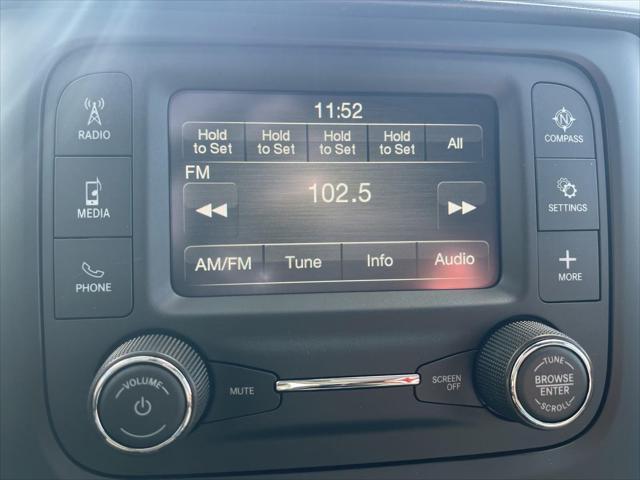 11:52
Hold to Set
Hold to Set
Hold to Set
Hold to Set
All
FM
102.5
AM/FM Tune Info Audio
RADIO
MEDIA
PHONE
COMPASS
SETTINGS
MORE
VOLUME
MUTE
SCREEN OFF
TUNE
BROWSE
ENTER
SCROLL